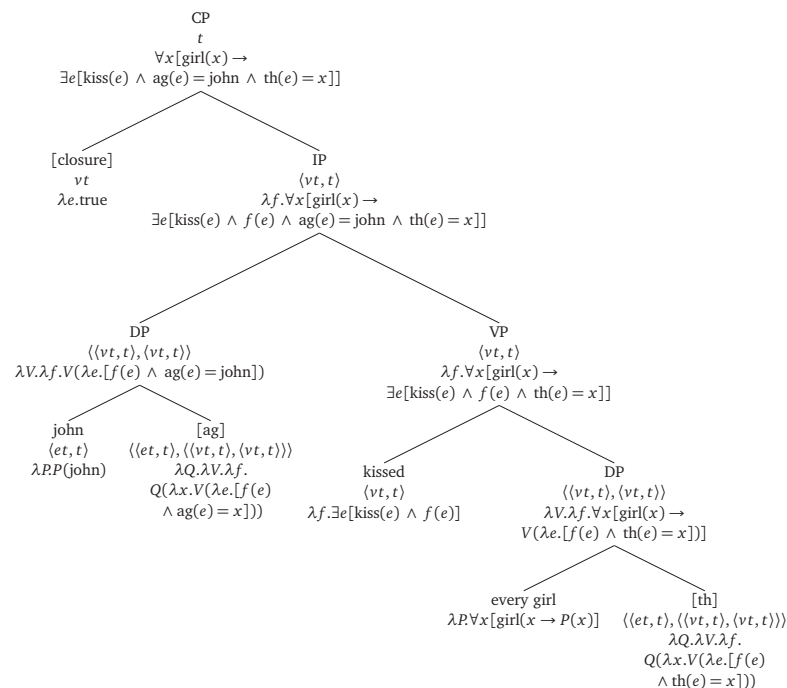 CP
t
∀x[girl(x) →
∃e[kiss(e) ∧ ag(e) = john ∧ th(e) = x]]
[closure]
vt
λe.true
IP
⟨vt, t⟩
λf.∀x[girl(x) →
∃e[kiss(e) ∧ f(e) ∧ ag(e) = john ∧ th(e) = x]]
DP
⟨⟨vt, t⟩, ⟨vt, t⟩⟩
λV.λf.V(λe.[f(e) ∧ ag(e) = john])
VP
⟨vt, t⟩
λf.∀x[girl(x) →
∃e[kiss(e) ∧ f(e) ∧ th(e) = x]]
john
⟨et, t⟩
λP.P(john)
[ag]
⟨⟨et, t⟩, ⟨⟨vt, t⟩, ⟨vt, t⟩⟩⟩
λQ.λV.λf.
Q(λx.V(λe.[f(e)
∧ ag(e) = x]))
kissed
⟨vt, t⟩
λf.∃e[kiss(e) ∧ f(e)]
DP
⟨⟨vt, t⟩, ⟨vt, t⟩⟩
λV.λf.∀x[girl(x) →
V(λe.[f(e) ∧ th(e) = x])]
every girl
λP.∀x[girl(x → P(x)]
[th]
⟨⟨et, t⟩, ⟨⟨vt, t⟩, ⟨vt, t⟩⟩⟩
λQ.λV.λf.
Q(λx.V(λe.[f(e)
∧ th(e) = x]))